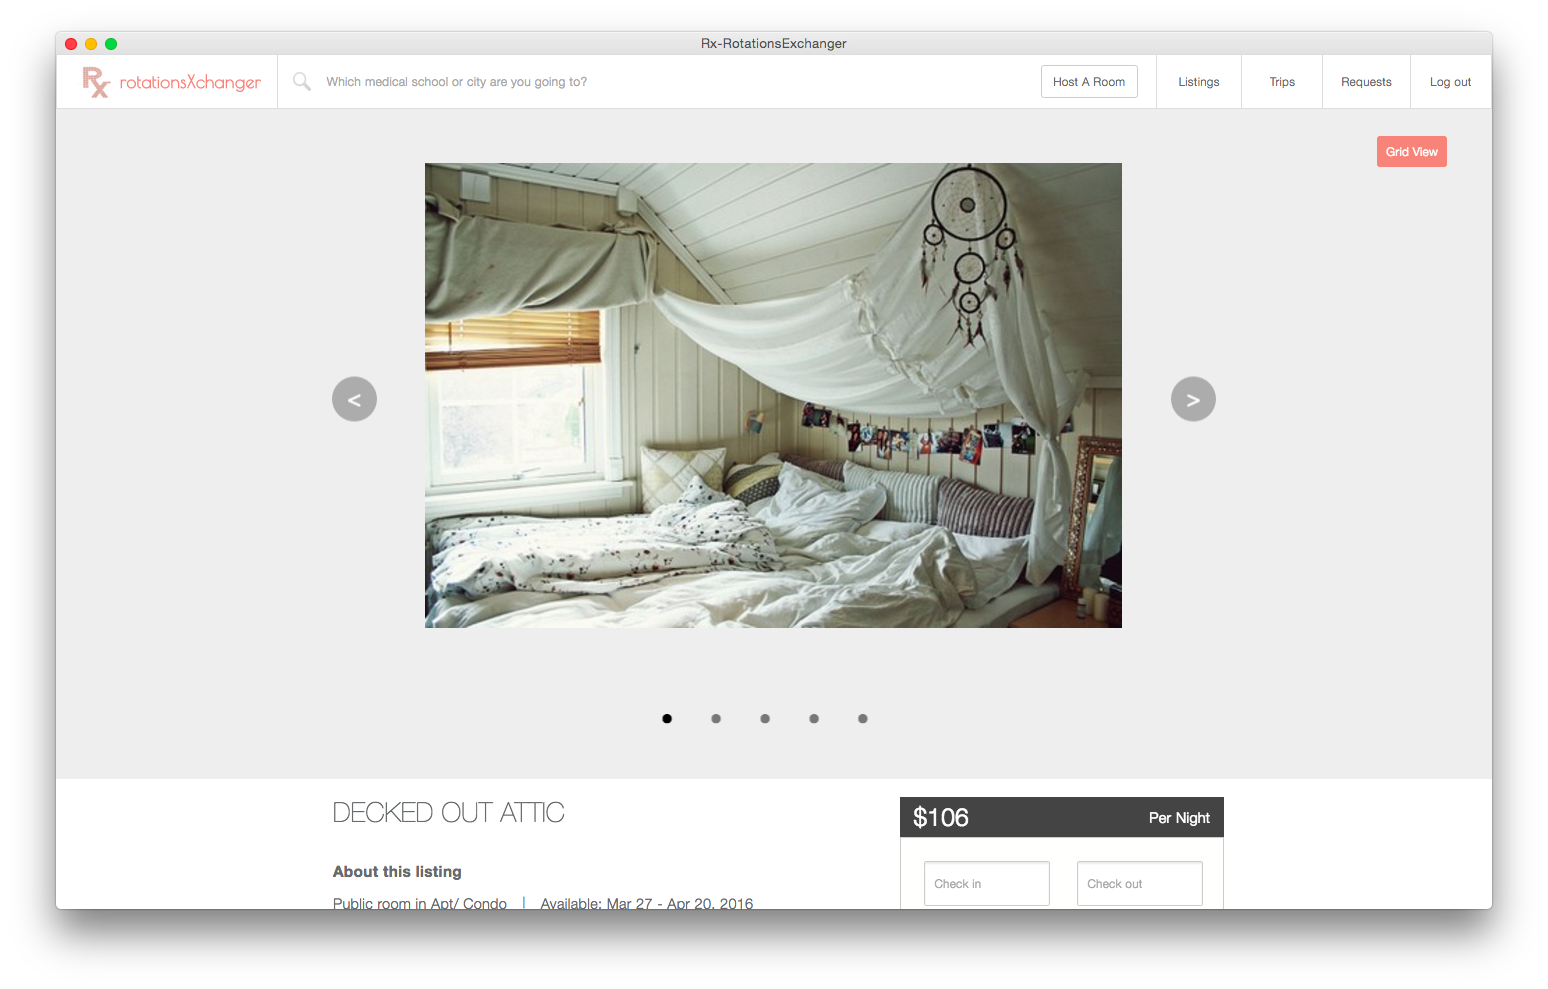 Rx-RotationsExchanger
Rx rotationsXchanger
Which medical school or city are you going to?
Host A Room
Listings
Trips
Requests
Log out
Grid View
<
>
DECKED OUT ATTIC
$106 Per Night
About this listing
Check in
Check out
Public room in Apt/ Condo | Available: Mar 27 - Apr 20, 2016